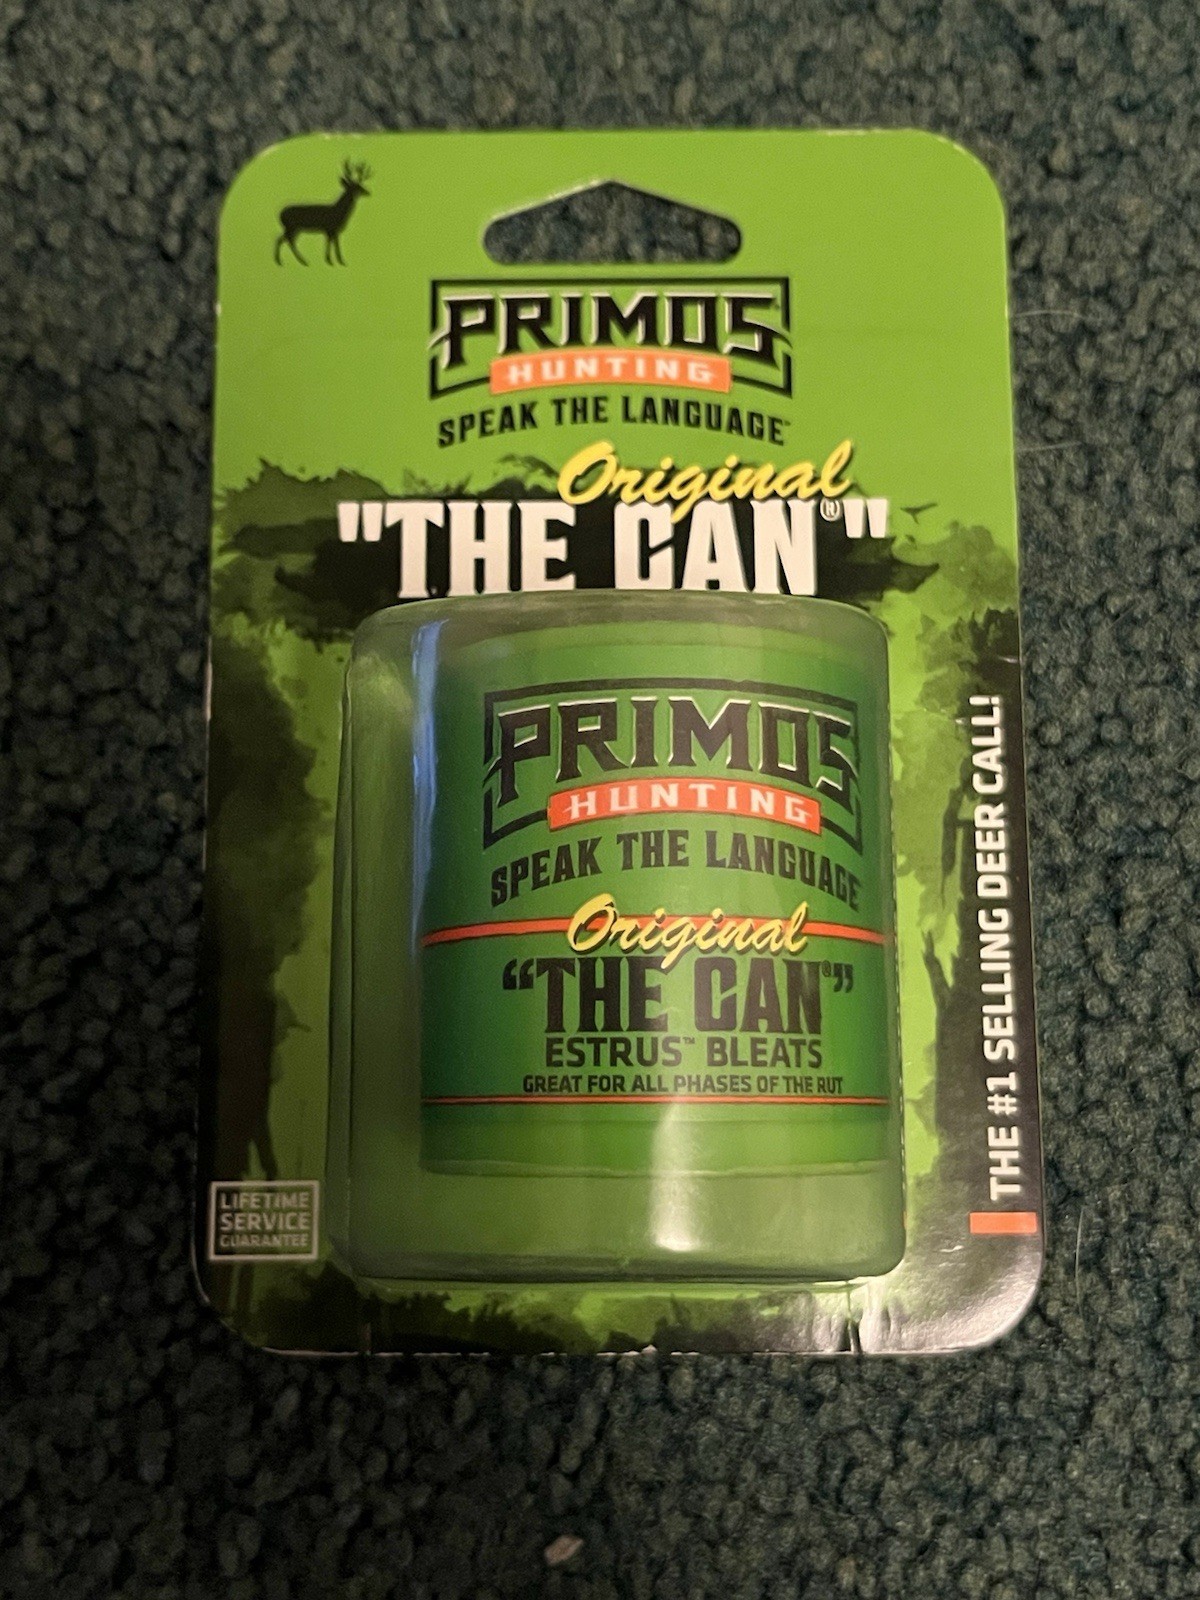 PRIMOS
HUNTING
SPEAK THE LANGUAGE™
Original
"THE CAN®"
PRIMOS
HUNTING
SPEAK THE LANGUAGE
Original
“THE CAN®”
ESTRUS™ BLEATS
GREAT FOR ALL PHASES OF THE RUT
THE #1 SELLING DEER CALL!
LIFETIME
SERVICE
GUARANTEE